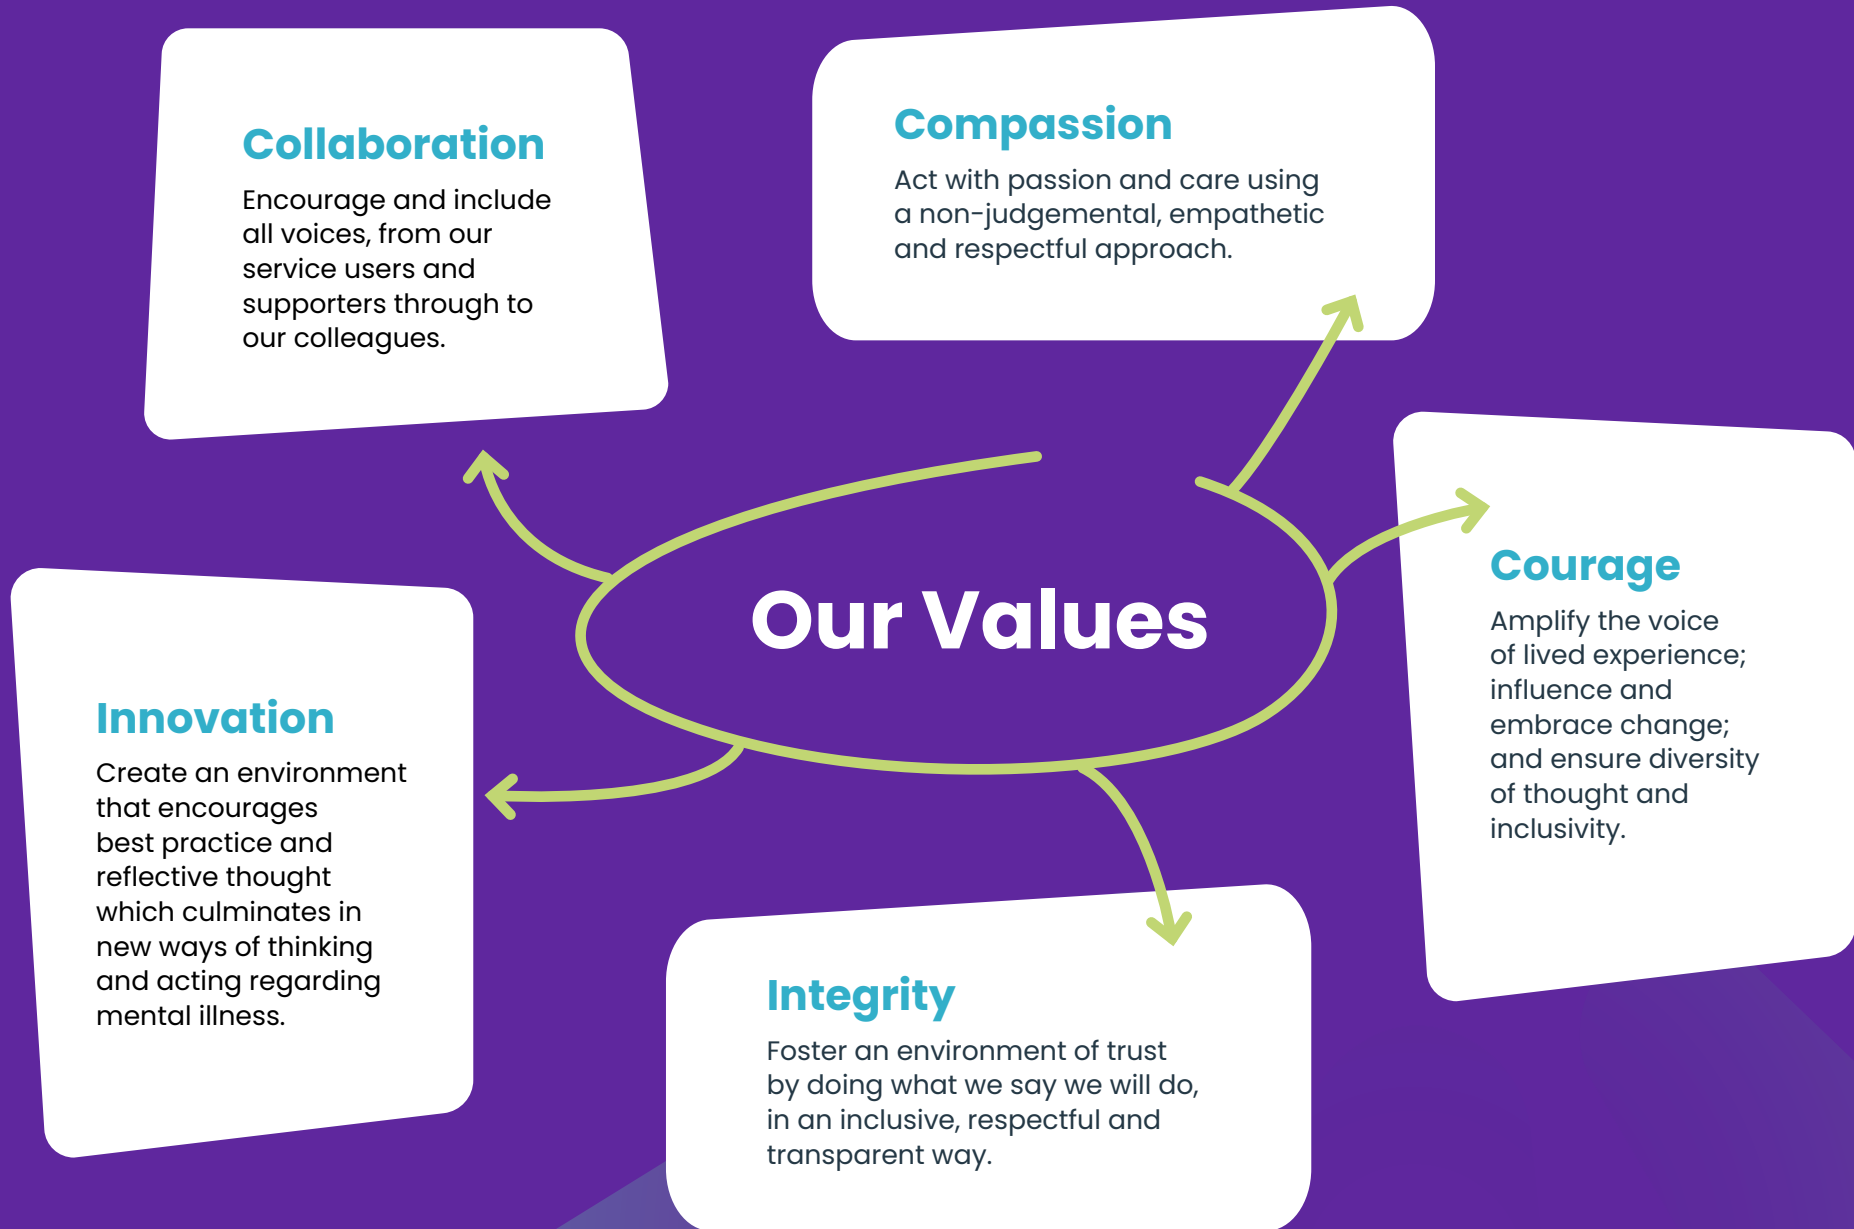 Collaboration
Encourage and include
all voices, from our
service users and
supporters through to
our colleagues.
Compassion
Act with passion and care using
a non-judgemental, empathetic
and respectful approach.
Our Values
Courage
Amplify the voice
of lived experience;
influence and
embrace change;
and ensure diversity
of thought and
inclusivity.
Innovation
Create an environment
that encourages
best practice and
reflective thought
which culminates in
new ways of thinking
and acting regarding
mental illness.
Integrity
Foster an environment of trust
by doing what we say we will do,
in an inclusive, respectful and
transparent way.